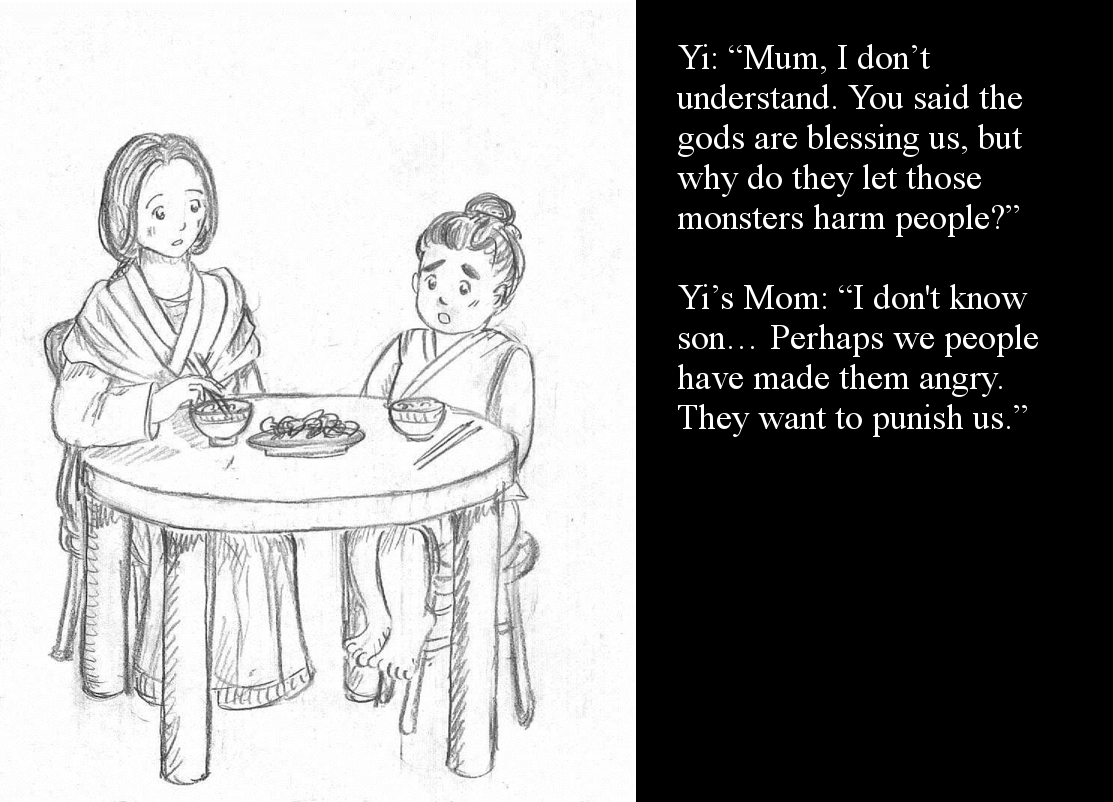 Yi: “Mum, I don’t
understand. You said the
gods are blessing us, but
why do they let those
monsters harm people?”
Yi’s Mom: “I don't know
son… Perhaps we people
have made them angry.
They want to punish us.”